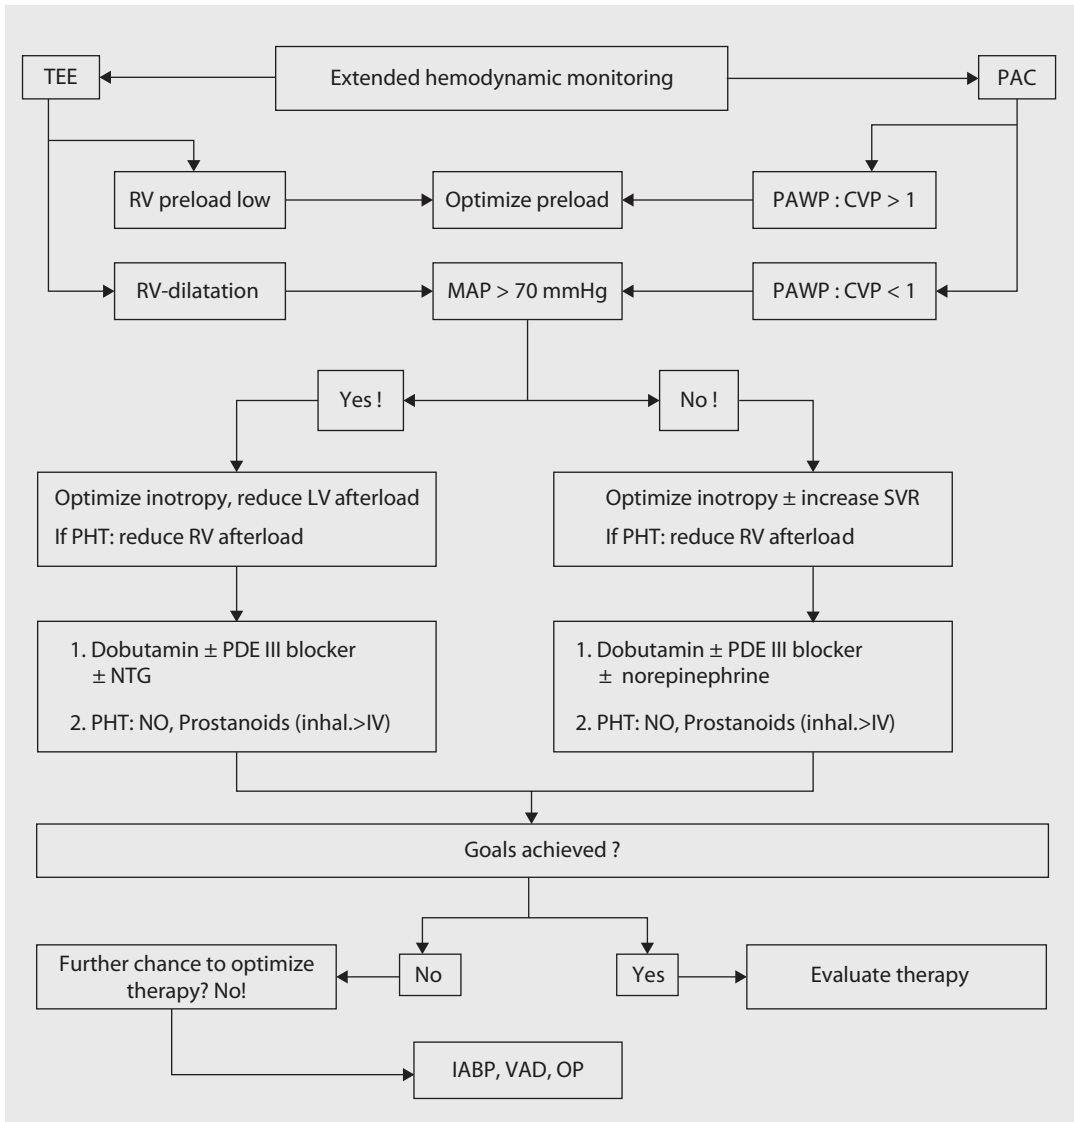 TEE
Extended hemodynamic monitoring
PAC
RV preload low
Optimize preload
PAWP : CVP > 1
RV-dilatation
MAP > 70 mmHg
PAWP : CVP < 1
Yes !
No !
Optimize inotropy, reduce LV afterload
If PHT: reduce RV afterload
Optimize inotropy ± increase SVR
If PHT: reduce RV afterload
1. Dobutamin ± PDE III blocker
± NTG
2. PHT: NO, Prostanoids (inhal.>IV)
1. Dobutamin ± PDE III blocker
± norepinephrine
2. PHT: NO, Prostanoids (inhal.>IV)
Goals achieved ?
Further chance to optimize
therapy? No!
No
Yes
Evaluate therapy
IABP, VAD, OP